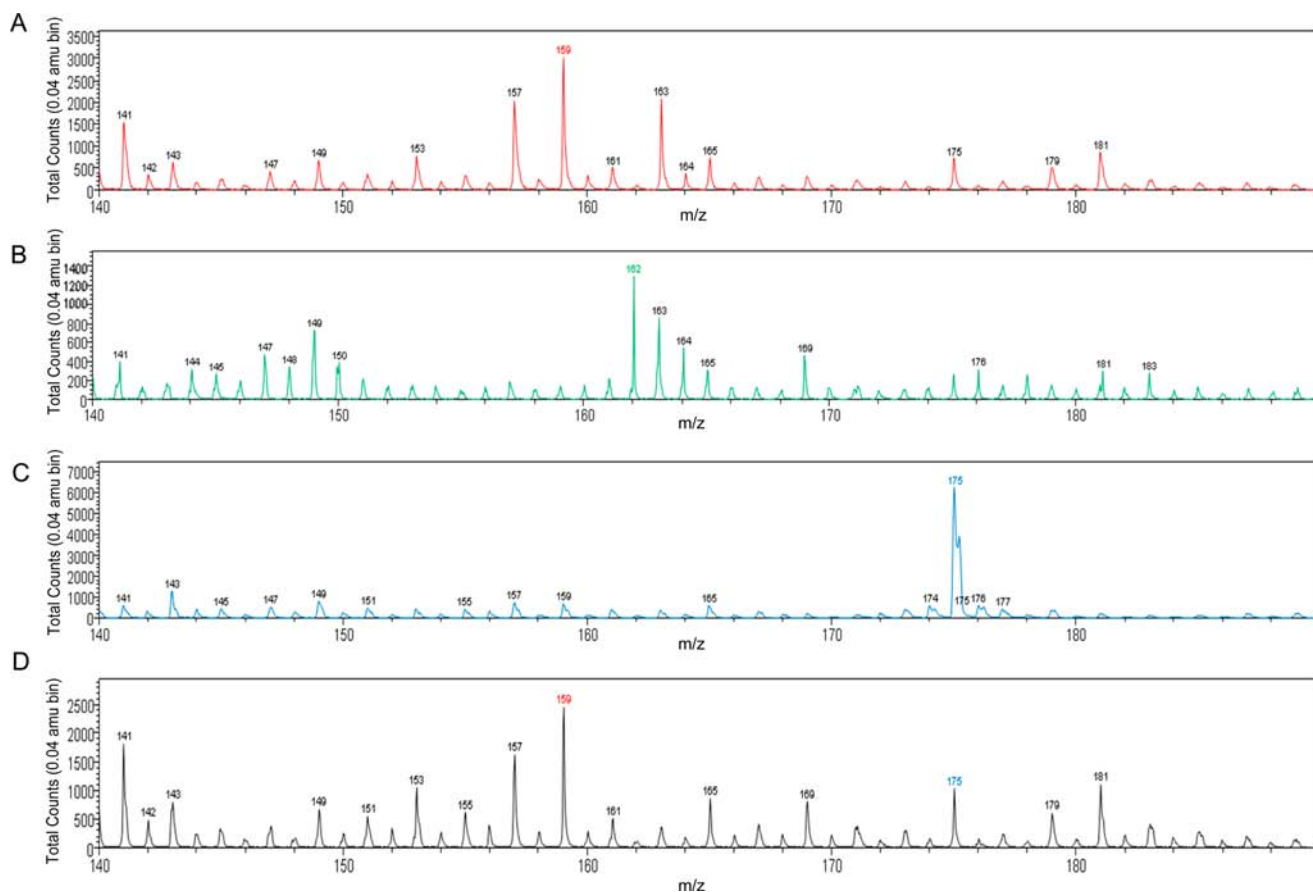 A
Total Counts (0.04 amu bin)
3500
3000
2500
2000
1500
1000
500
0
141 142 143 147 149 153 157 159 161 163 164 165 175 179 181
140 150 160 170 180
m/z
B
Total Counts (0.04 amu bin)
1400
1200
1000
800
600
400
200
0
141 144 145 147 148 149 150 162 163 164 165 169 176 181 183
140 150 160 170 180
m/z
C
Total Counts (0.04 amu bin)
7000
6000
5000
4000
3000
2000
1000
0
141 143 145 147 149 151 155 157 159 165 174 175 175 176 177
140 150 160 170 180
m/z
D
Total Counts (0.04 amu bin)
2500
2000
1500
1000
500
0
141 142 143 149 151 153 155 157 159 161 165 169 175 179 181
140 150 160 170 180
m/z